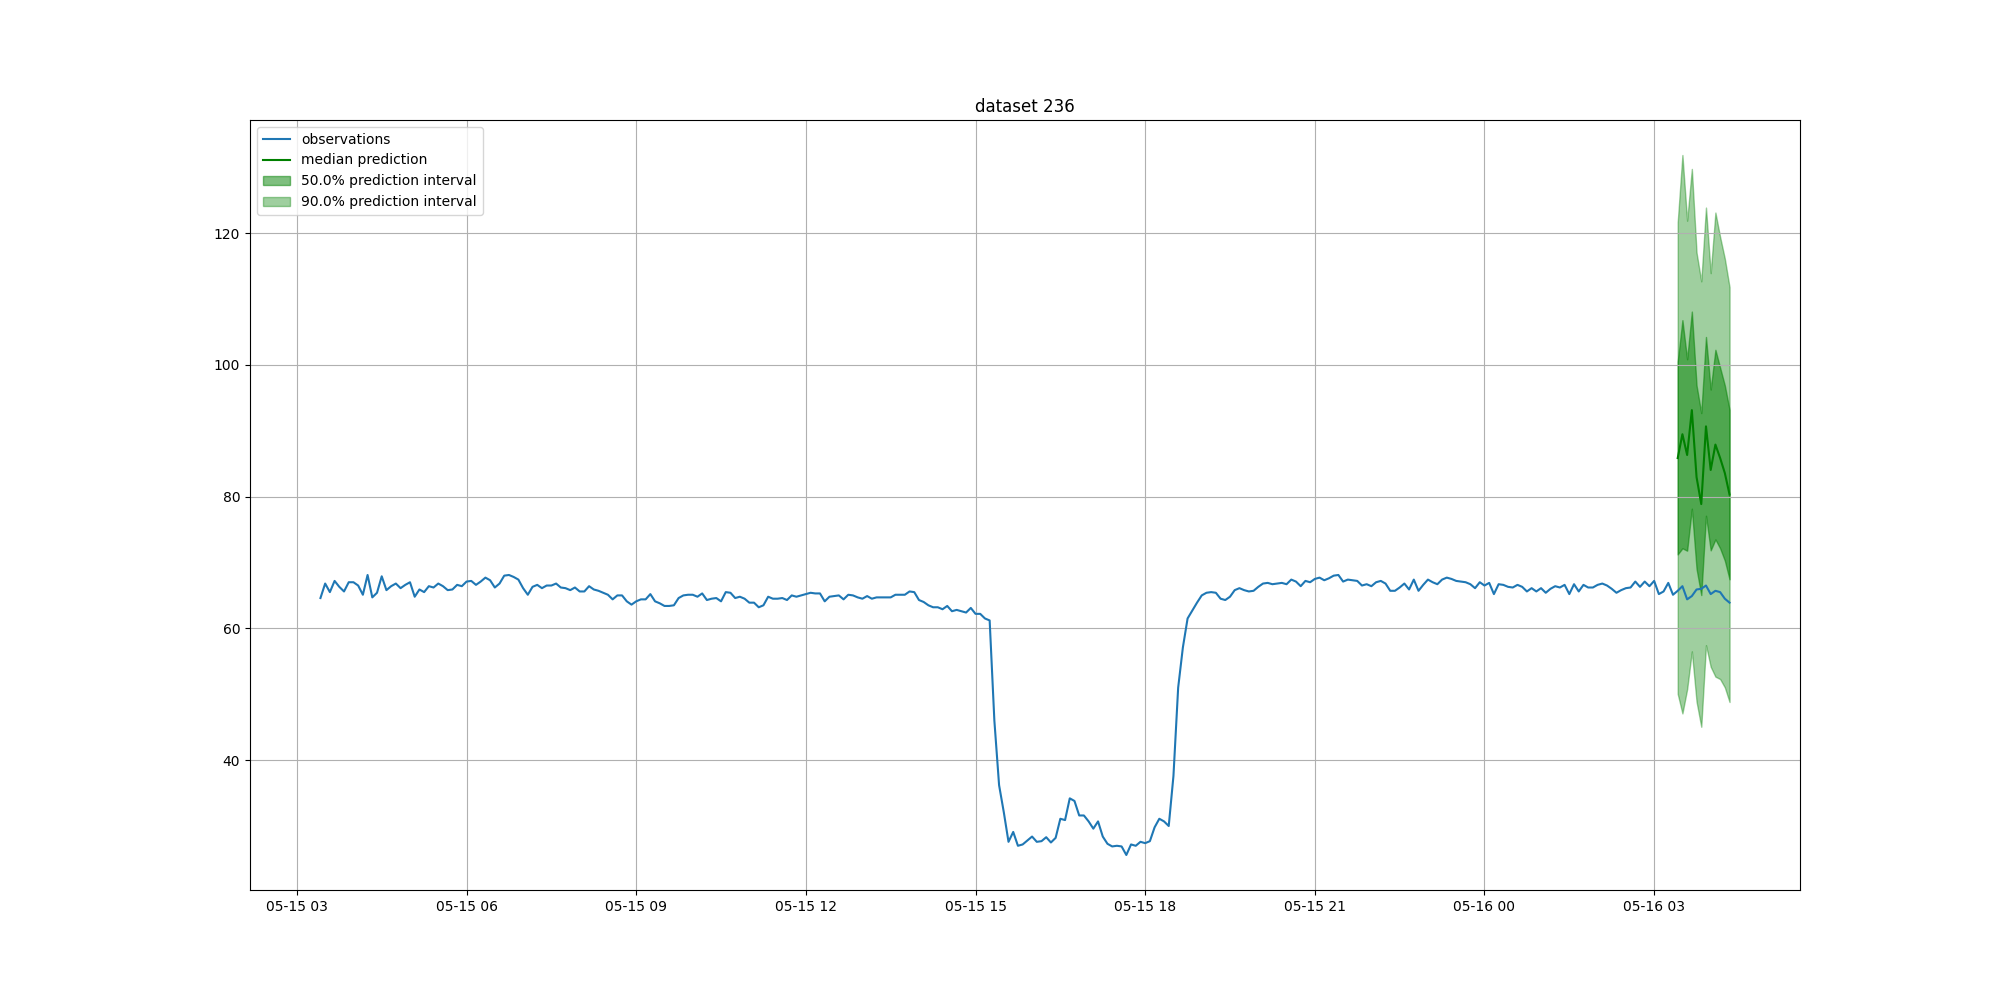 dataset 236
observations
median prediction
50.0% prediction interval
90.0% prediction interval
120
100
80
60
40
05-15 03
05-15 06
05-15 09
05-15 12
05-15 15
05-15 18
05-15 21
05-16 00
05-16 03